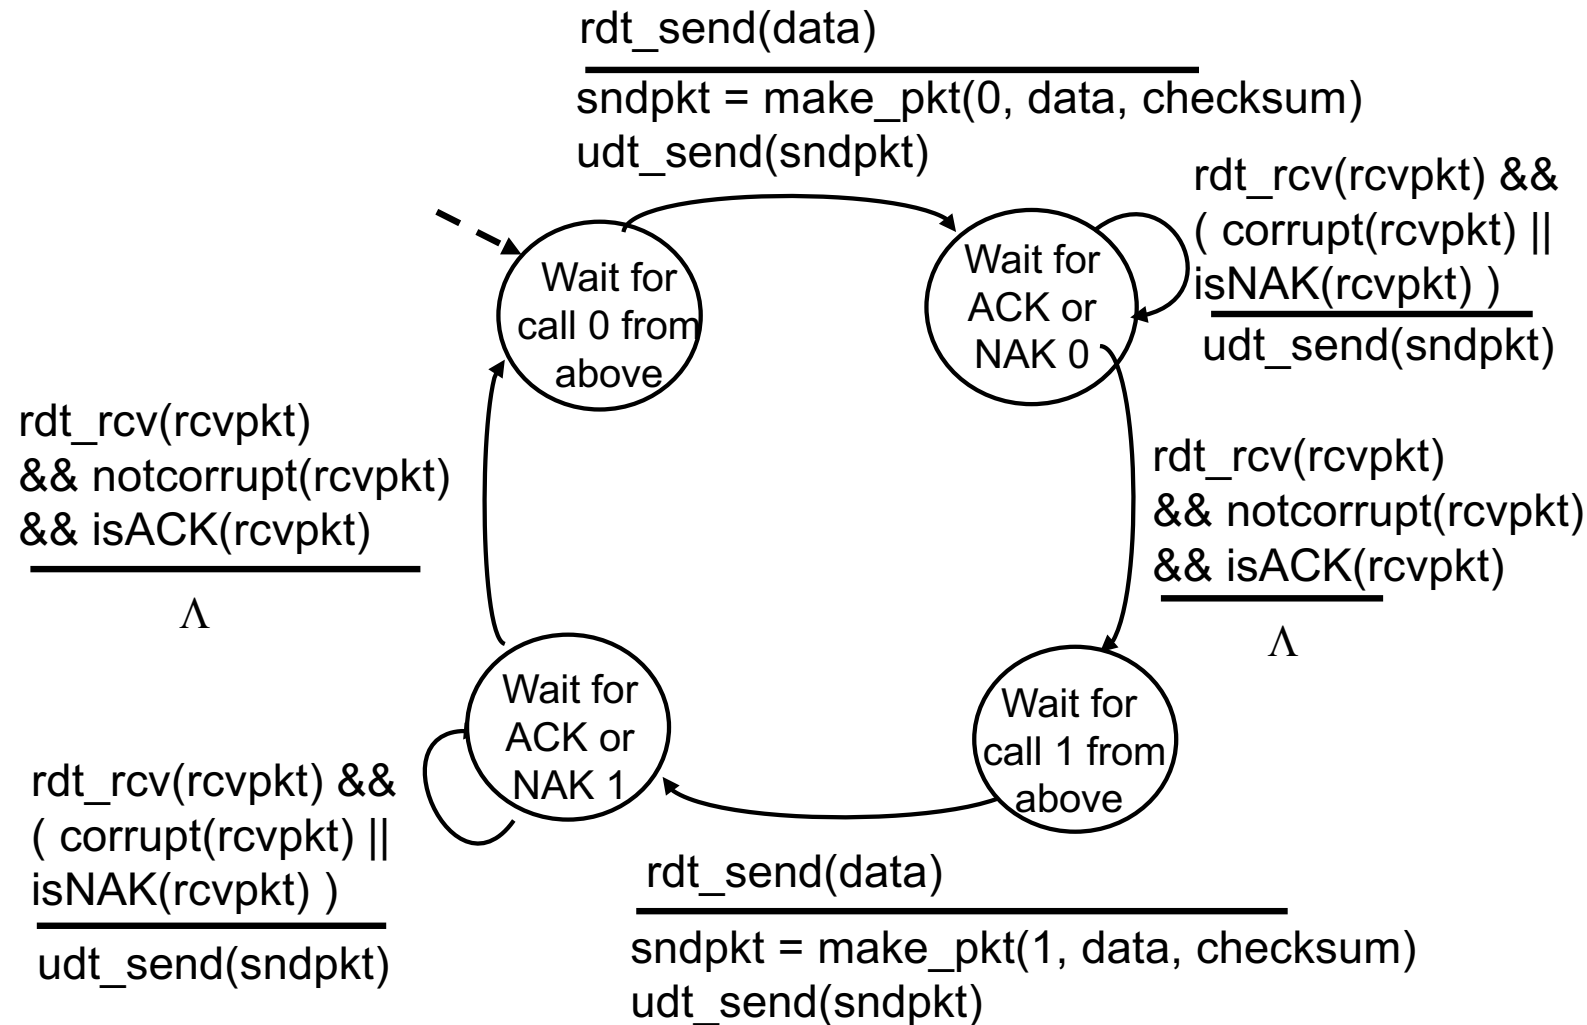 rdt_send(data)
sndpkt = make_pkt(0, data, checksum)
udt_send(sndpkt)
rdt_rcv(rcvpkt) &&
( corrupt(rcvpkt) ||
isNAK(rcvpkt) )
udt_send(sndpkt)
Wait for
call 0 from
above
Wait for
ACK or
NAK 0
rdt_rcv(rcvpkt)
&& notcorrupt(rcvpkt)
&& isACK(rcvpkt)
Λ
rdt_rcv(rcvpkt)
&& notcorrupt(rcvpkt)
&& isACK(rcvpkt)
Λ
Wait for
ACK or
NAK 1
Wait for
call 1 from
above
rdt_rcv(rcvpkt) &&
( corrupt(rcvpkt) ||
isNAK(rcvpkt) )
udt_send(sndpkt)
rdt_send(data)
sndpkt = make_pkt(1, data, checksum)
udt_send(sndpkt)